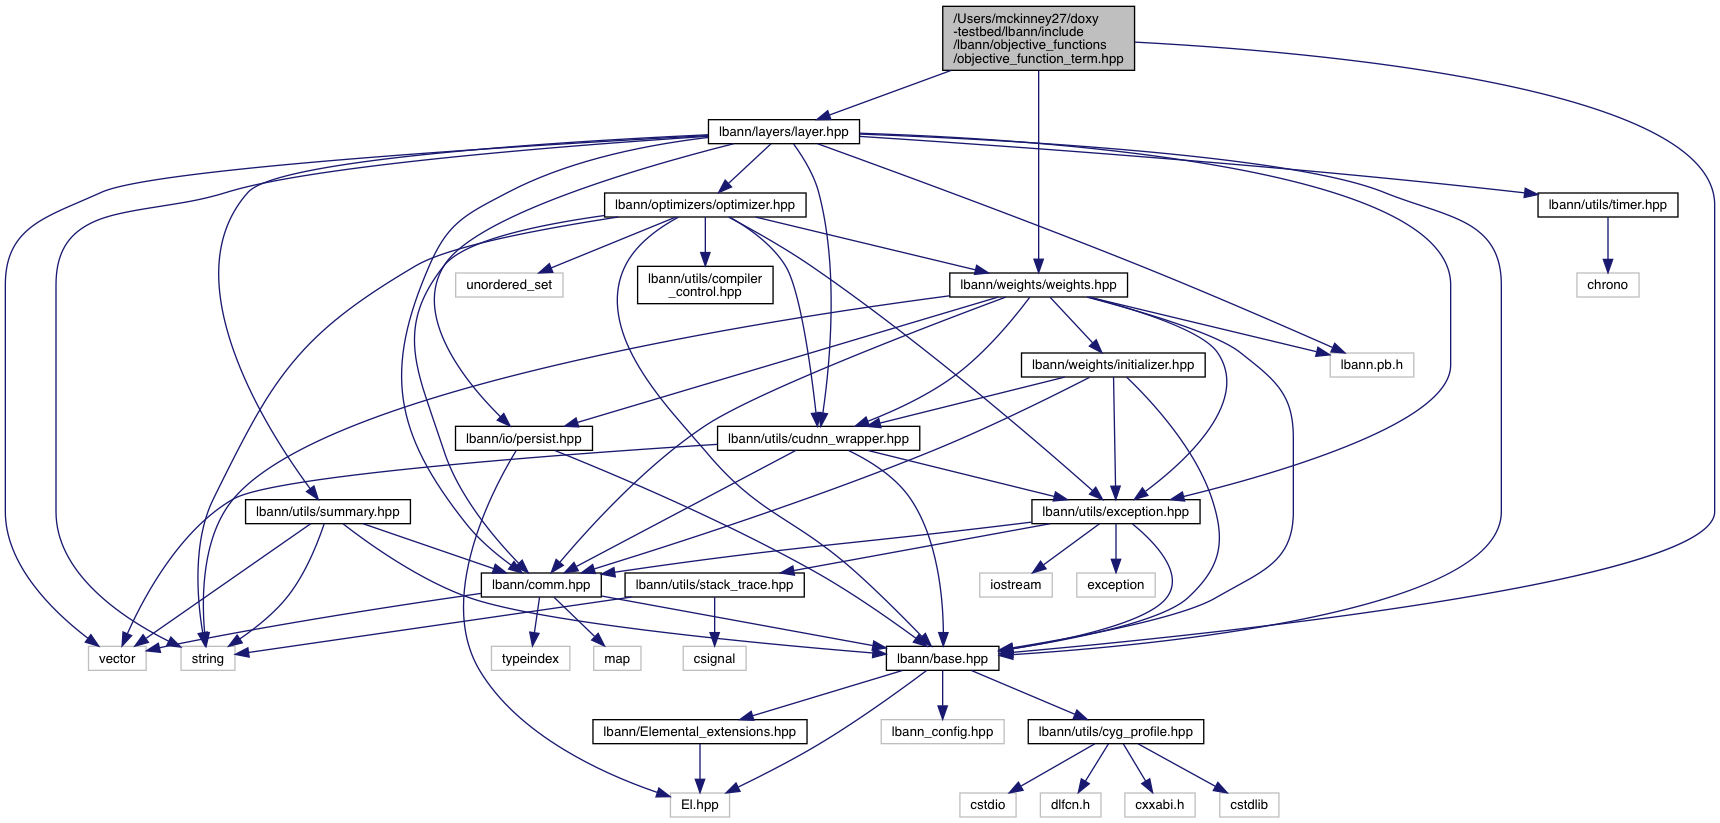 /Users/mckinney27/doxy
-testbed/lbann/include
/lbann/objective_functions
/objective_function_term.hpp
lbann/layers/layer.hpp
lbann/optimizers/optimizer.hpp
lbann/utils/timer.hpp
unordered_set
lbann/utils/compiler
_control.hpp
lbann/weights/weights.hpp
chrono
lbann/weights/initializer.hpp
lbann.pb.h
lbann/io/persist.hpp
lbann/utils/cudnn_wrapper.hpp
lbann/utils/summary.hpp
lbann/utils/exception.hpp
lbann/comm.hpp
lbann/utils/stack_trace.hpp
iostream
exception
vector
string
typeindex
map
csignal
lbann/base.hpp
lbann/Elemental_extensions.hpp
lbann_config.hpp
lbann/utils/cyg_profile.hpp
El.hpp
cstdio
dlfcn.h
cxxabi.h
cstdlib